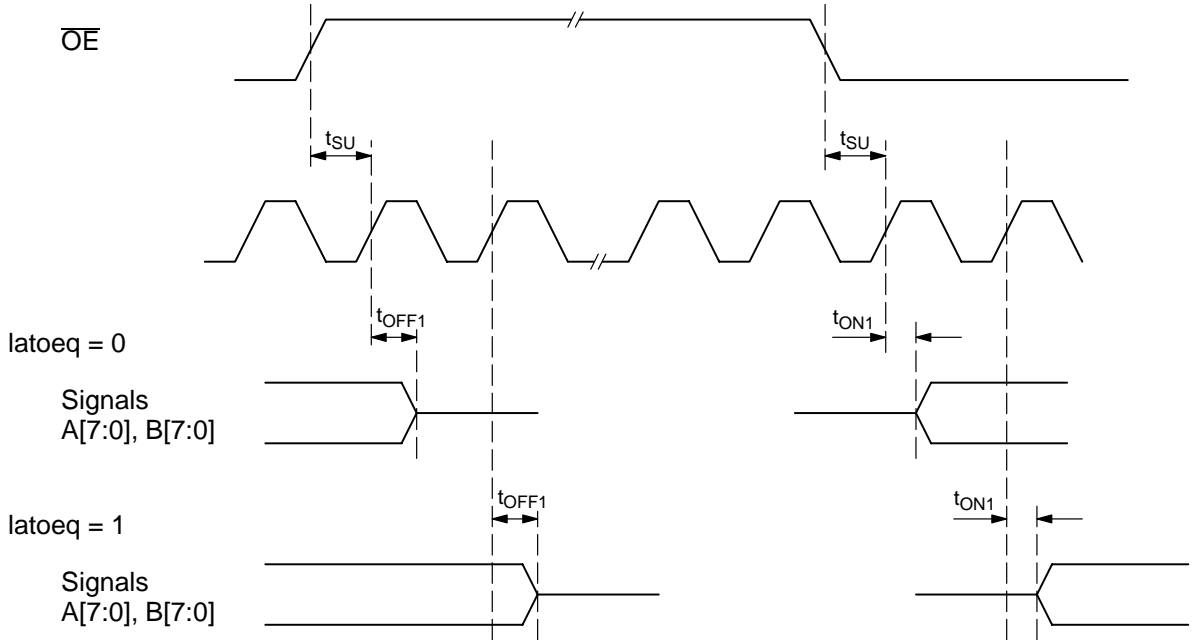 O̅E̅
tSU
tSU
tOFF1
tON1
latoeq = 0
Signals
A[7:0], B[7:0]
tOFF1
tON1
latoeq = 1
Signals
A[7:0], B[7:0]